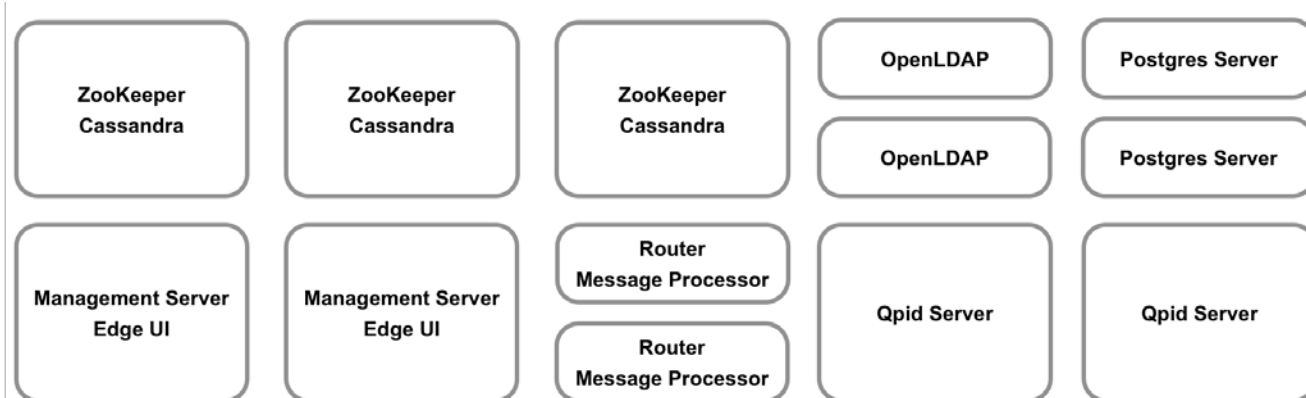 ZooKeeper
Cassandra
ZooKeeper
Cassandra
ZooKeeper
Cassandra
OpenLDAP
OpenLDAP
Postgres Server
Postgres Server
Management Server
Edge UI
Management Server
Edge UI
Router
Message Processor
Router
Message Processor
Qpid Server
Qpid Server